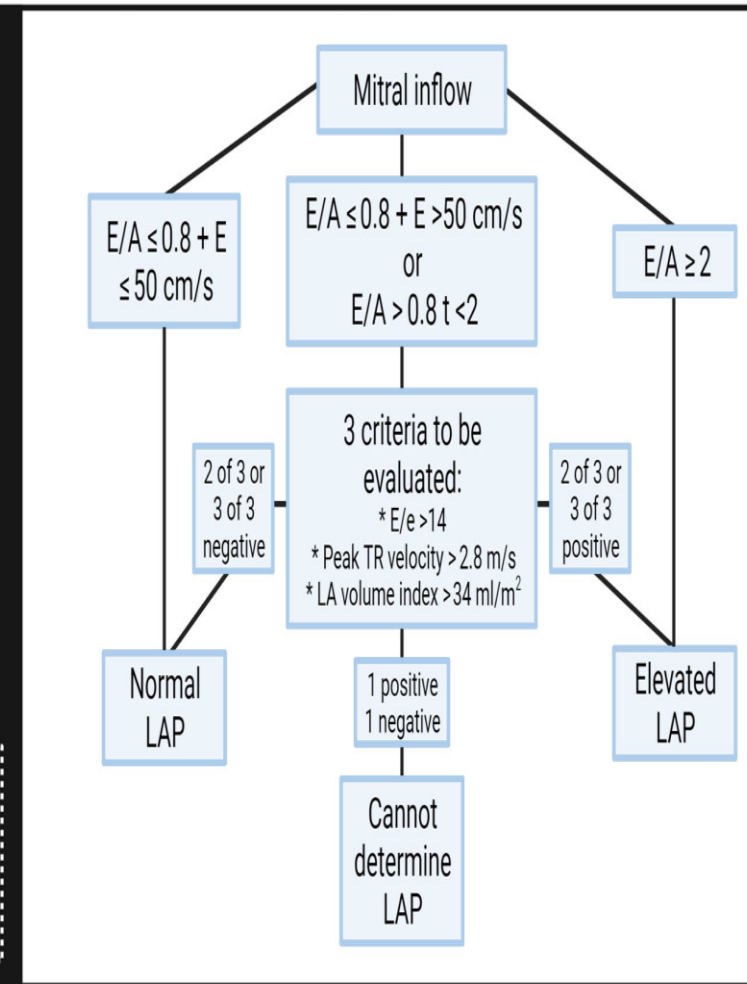 Mitral inflow
E/A ≤0.8 + E
≤50 cm/s
E/A ≤0.8 + E >50 cm/s
or
E/A >0.8 t <2
E/A ≥2
3 criteria to be
evaluated:
* E/e >14
* Peak TR velocity >2.8 m/s
* LA volume index >34 ml/m²
2 of 3 or
3 of 3
negative
2 of 3 or
3 of 3
positive
Normal
LAP
1 positive
1 negative
Elevated
LAP
Cannot
determine
LAP